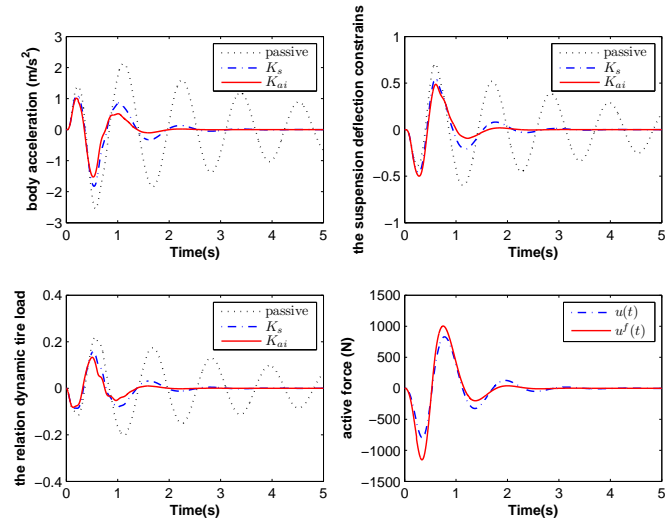 body acceleration (m/s²)
3
2
1
0
-1
-2
-3
0 1 2 3 4 5
Time(s)
passive
K_s
K_ai
the suspension deflection constrains
1
0.5
0
-0.5
-1
0 1 2 3 4 5
Time(s)
passive
K_s
K_ai
the relation dynamic tire load
0.4
0.2
0
-0.2
-0.4
0 1 2 3 4 5
Time(s)
passive
K_s
K_ai
active force (N)
1500
1000
500
0
-500
-1000
-1500
0 1 2 3 4 5
Time(s)
u(t)
u^f(t)